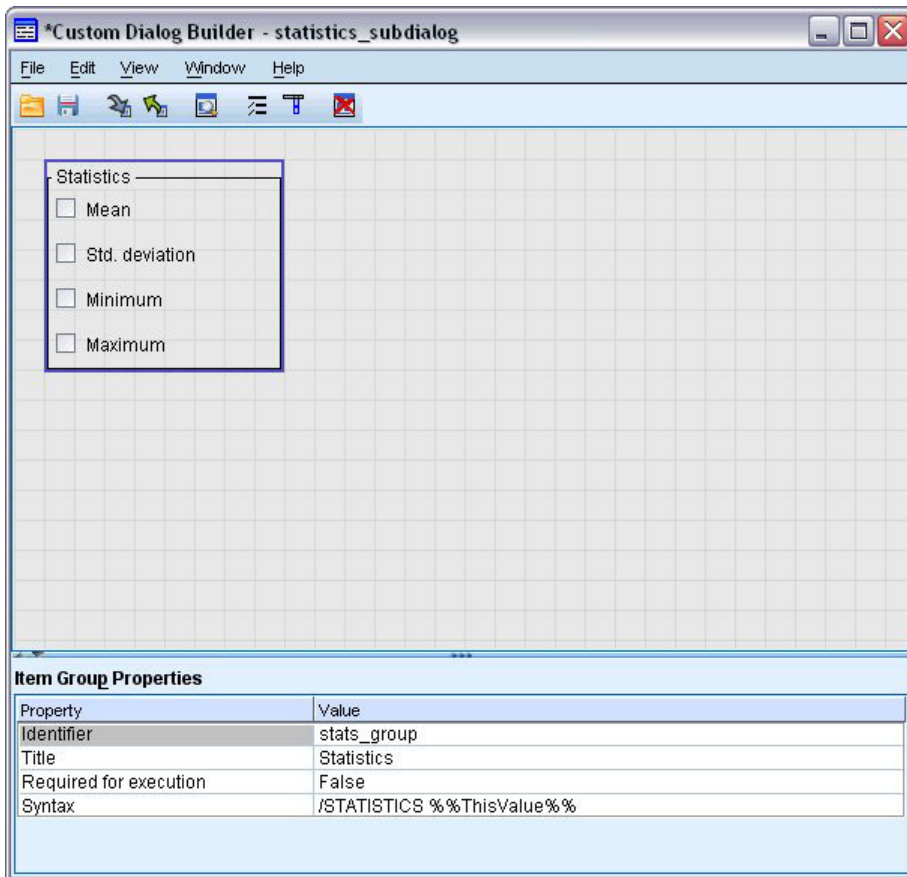 *Custom Dialog Builder - statistics_subdialog
File Edit View Window Help
Statistics
Mean
Std. deviation
Minimum
Maximum
Item Group Properties
Property Value
Identifier stats_group
Title Statistics
Required for execution False
Syntax /STATISTICS %%ThisValue%%